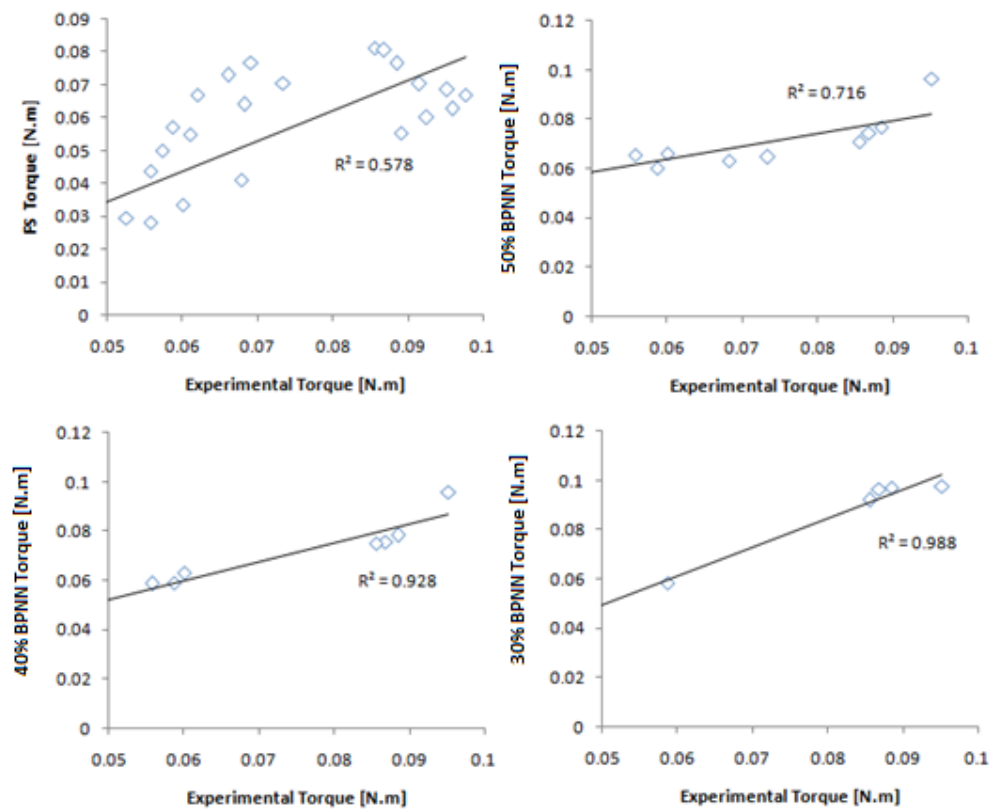 0.09
0.08
0.07
0.06
0.05
0.04
0.03
0.02
0.01
0
FS Torque [N.m]
R² = 0.578
0.05 0.06 0.07 0.08 0.09 0.1
Experimental Torque [N.m]
0.12
0.1
0.08
0.06
0.04
0.02
0
50% BPNN Torque [N.m]
R² = 0.716
0.05 0.06 0.07 0.08 0.09 0.1
Experimental Torque [N.m]
0.12
0.1
0.08
0.06
0.04
0.02
0
40% BPNN Torque [N.m]
R² = 0.928
0.05 0.06 0.07 0.08 0.09 0.1
Experimental Torque [N.m]
0.12
0.1
0.08
0.06
0.04
0.02
0
30% BPNN Torque [N.m]
R² = 0.988
0.05 0.06 0.07 0.08 0.09 0.1
Experimental Torque [N.m]